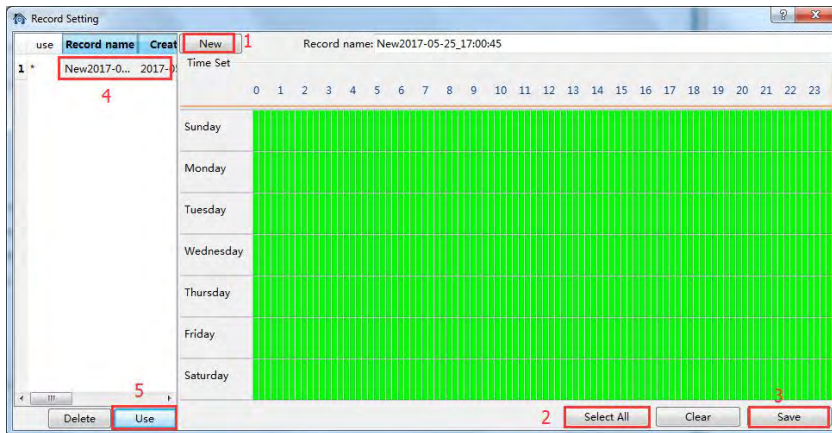 Record Setting
use Record name Creat
New 1
Record name: New2017-05-25_17:00:45
1 * New2017-0... 2017-0
4
Time Set
0 1 2 3 4 5 6 7 8 9 10 11 12 13 14 15 16 17 18 19 20 21 22 23
Sunday
Monday
Tuesday
Wednesday
Thursday
Friday
Saturday
5
Delete Use
2 Select All Clear
3
Save